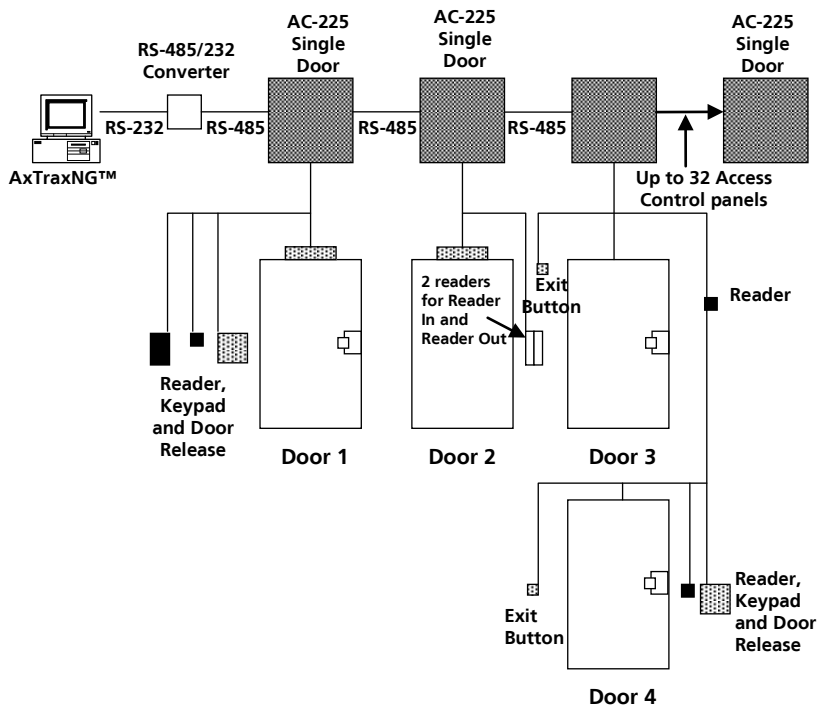 AC-225
Single
Door
AC-225
Single
Door
AC-225
Single
Door
RS-485/232
Converter
RS-232
RS-485
RS-485
RS-485
AxTraxNG™
Up to 32 Access
Control panels
2 readers
for Reader
In and
Reader Out
Exit
Button
Reader
Reader,
Keypad
and Door
Release
Door 1
Door 2
Door 3
Exit
Button
Reader,
Keypad
and Door
Release
Door 4